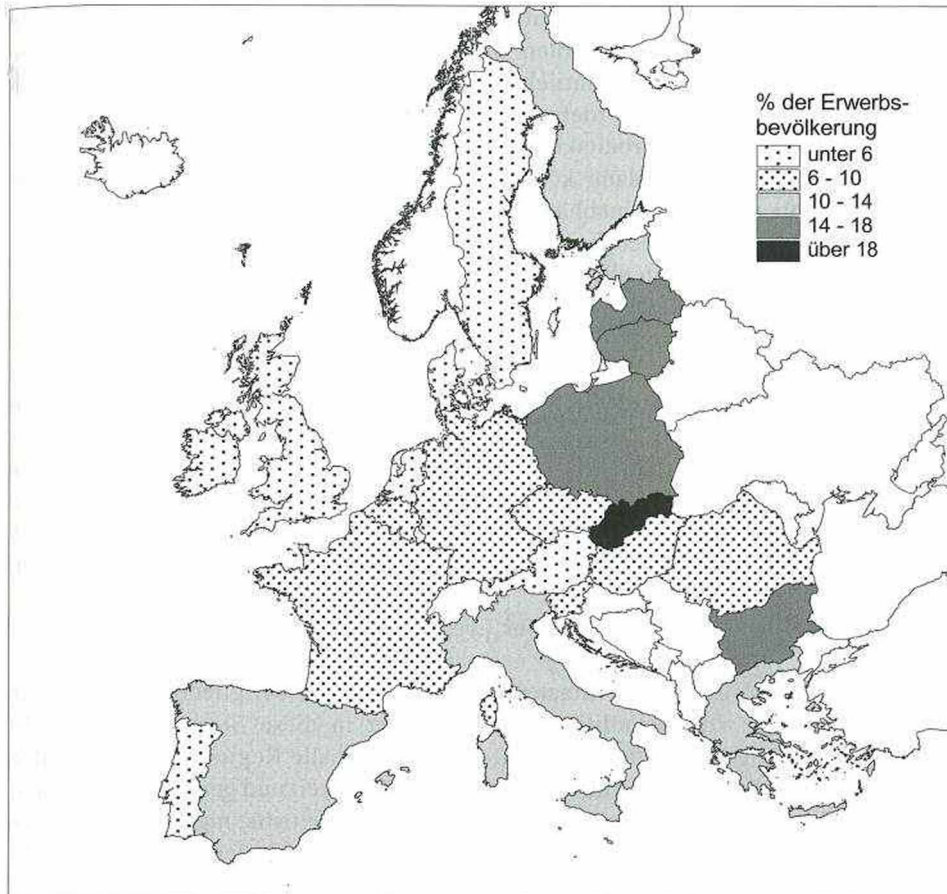 % der Erwerbs-
bevölkerung
unter 6
6 - 10
10 - 14
14 - 18
über 18